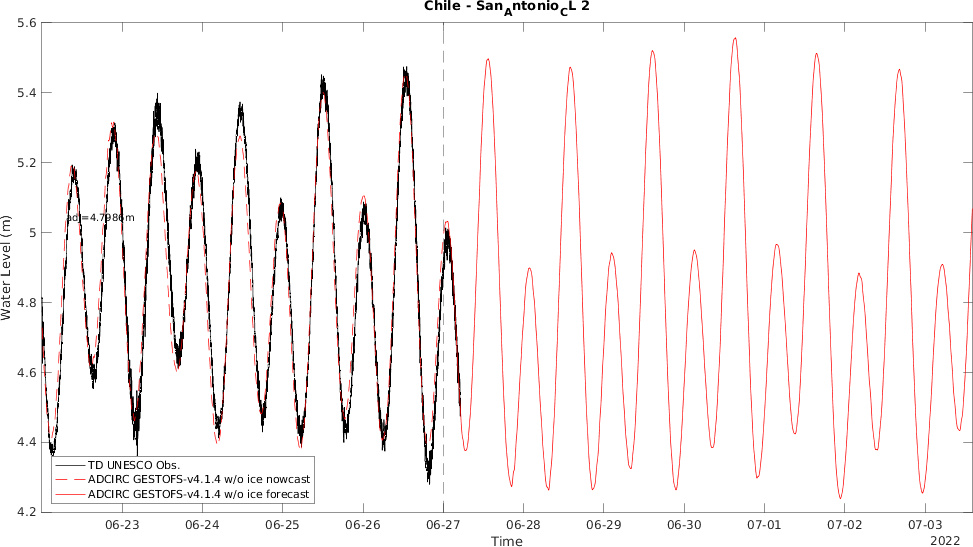 Chile - SanAntonioCL 2
5.6
5.4
5.2
5
4.8
4.6
4.4
4.2
Water Level (m)
adj=4.7986m
TD UNESCO Obs.
ADCIRC GESTOFS-v4.1.4 w/o ice nowcast
ADCIRC GESTOFS-v4.1.4 w/o ice forecast
06-23 06-24 06-25 06-26 06-27 06-28 06-29 06-30 07-01 07-02 07-03
Time
2022